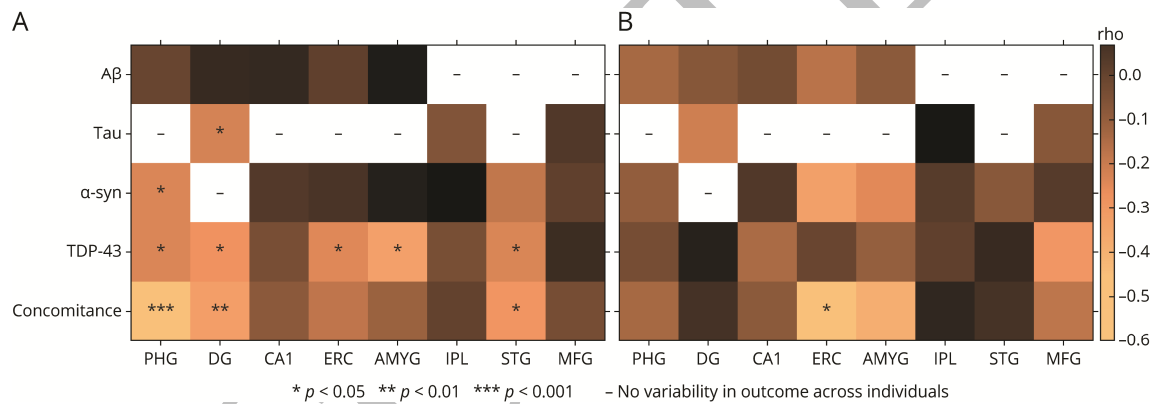 A
B
rho
Aβ – – –
– – –
0.0
Tau – * – – – –
– – – – –
–0.1
–0.2
α-syn * –
–
–0.3
TDP-43 * * * * *
–0.4
–0.5
Concomitance *** ** *
*
–0.6
PHG DG CA1 ERC AMYG IPL STG MFG
PHG DG CA1 ERC AMYG IPL STG MFG
* p < 0.05 ** p < 0.01 *** p < 0.001 – No variability in outcome across individuals